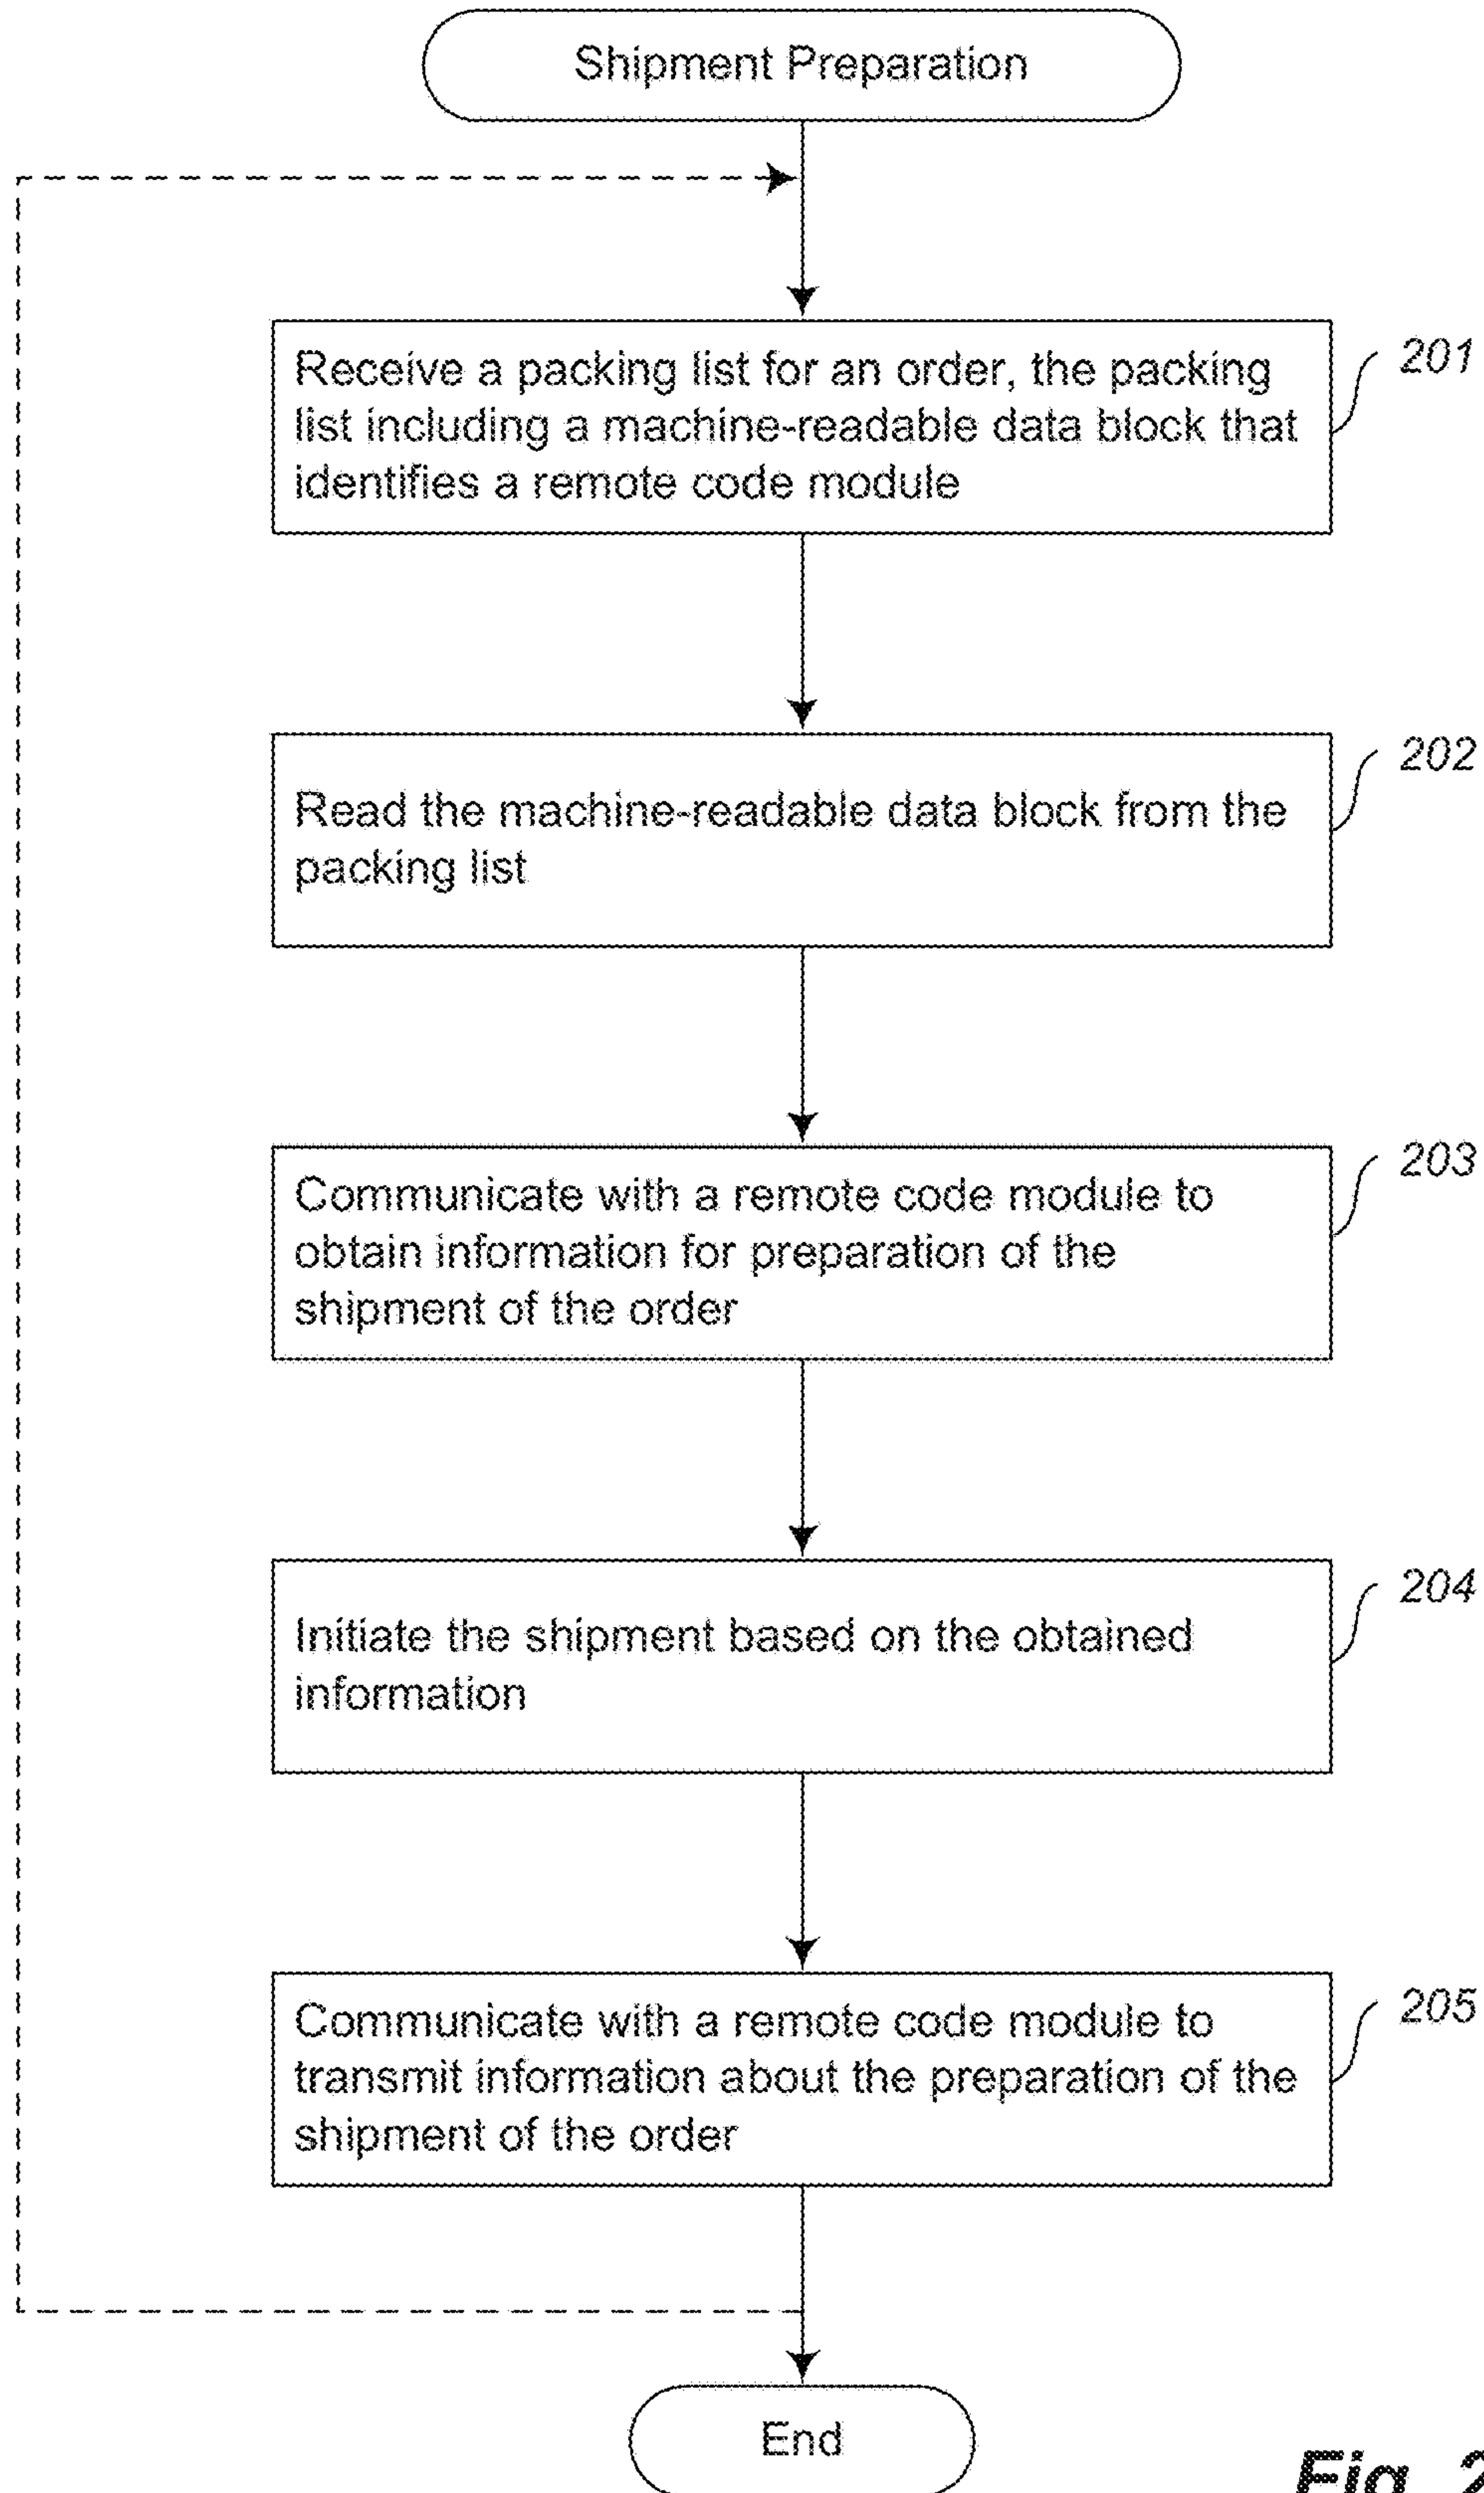 Shipment Preparation
Receive a packing list for an order, the packing
list including a machine-readable data block that
identifies a remote code module
201
Read the machine-readable data block from the
packing list
202
Communicate with a remote code module to
obtain information for preparation of the
shipment of the order
203
Initiate the shipment based on the obtained
information
204
Communicate with a remote code module to
transmit information about the preparation of the
shipment of the order
205
End
Fig. 2